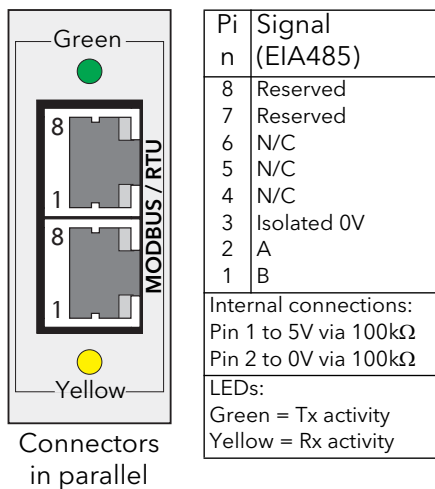 Green
8
1
8
1
MODBUS / RTU
Yellow
Connectors
in parallel
Pi Signal
n (EIA485)
8 Reserved
7 Reserved
6 N/C
5 N/C
4 N/C
3 Isolated 0V
2 A
1 B
Internal connections:
Pin 1 to 5V via 100kΩ
Pin 2 to 0V via 100kΩ
LEDs:
Green = Tx activity
Yellow = Rx activity